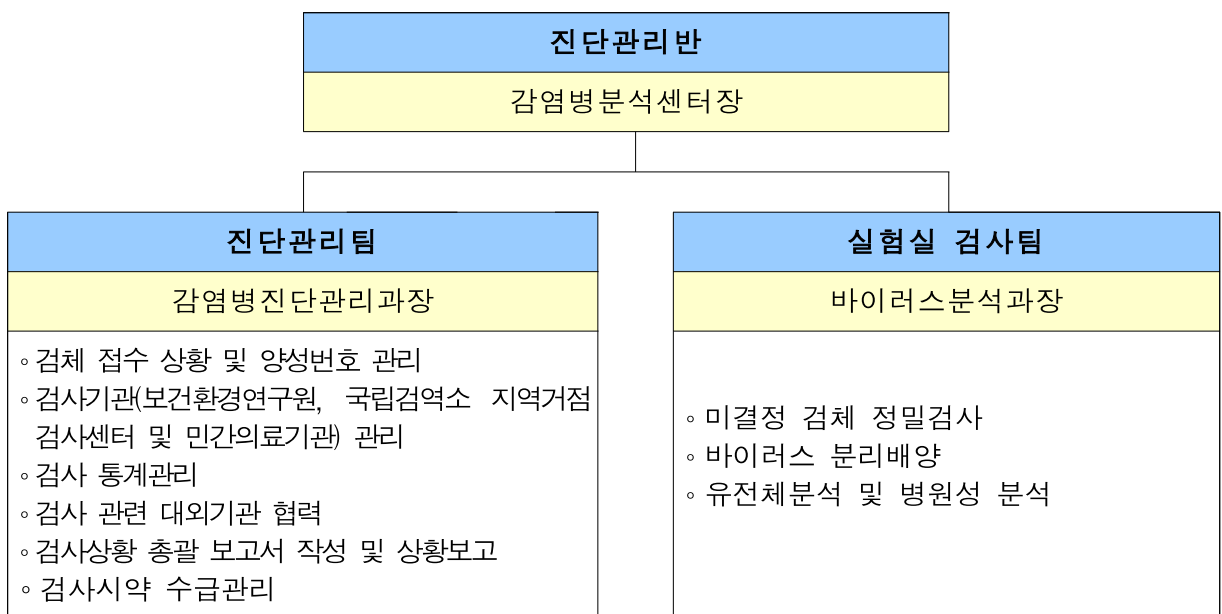 진단관리반
감염병분석센터장
진단관리팀
감염병진단관리과장
◦검체 접수 상황 및 양성번호 관리
◦검사기관(보건환경연구원, 국립검역소 지역거점
검사센터 및 민간의료기관) 관리
◦검사 통계관리
◦검사 관련 대외기관 협력
◦검사상황 총괄 보고서 작성 및 상황보고
◦ 검사시약 수급관리
실험실 검사팀
바이러스분석과장
◦ 미결정 검체 정밀검사
◦ 바이러스 분리배양
◦ 유전체분석 및 병원성 분석